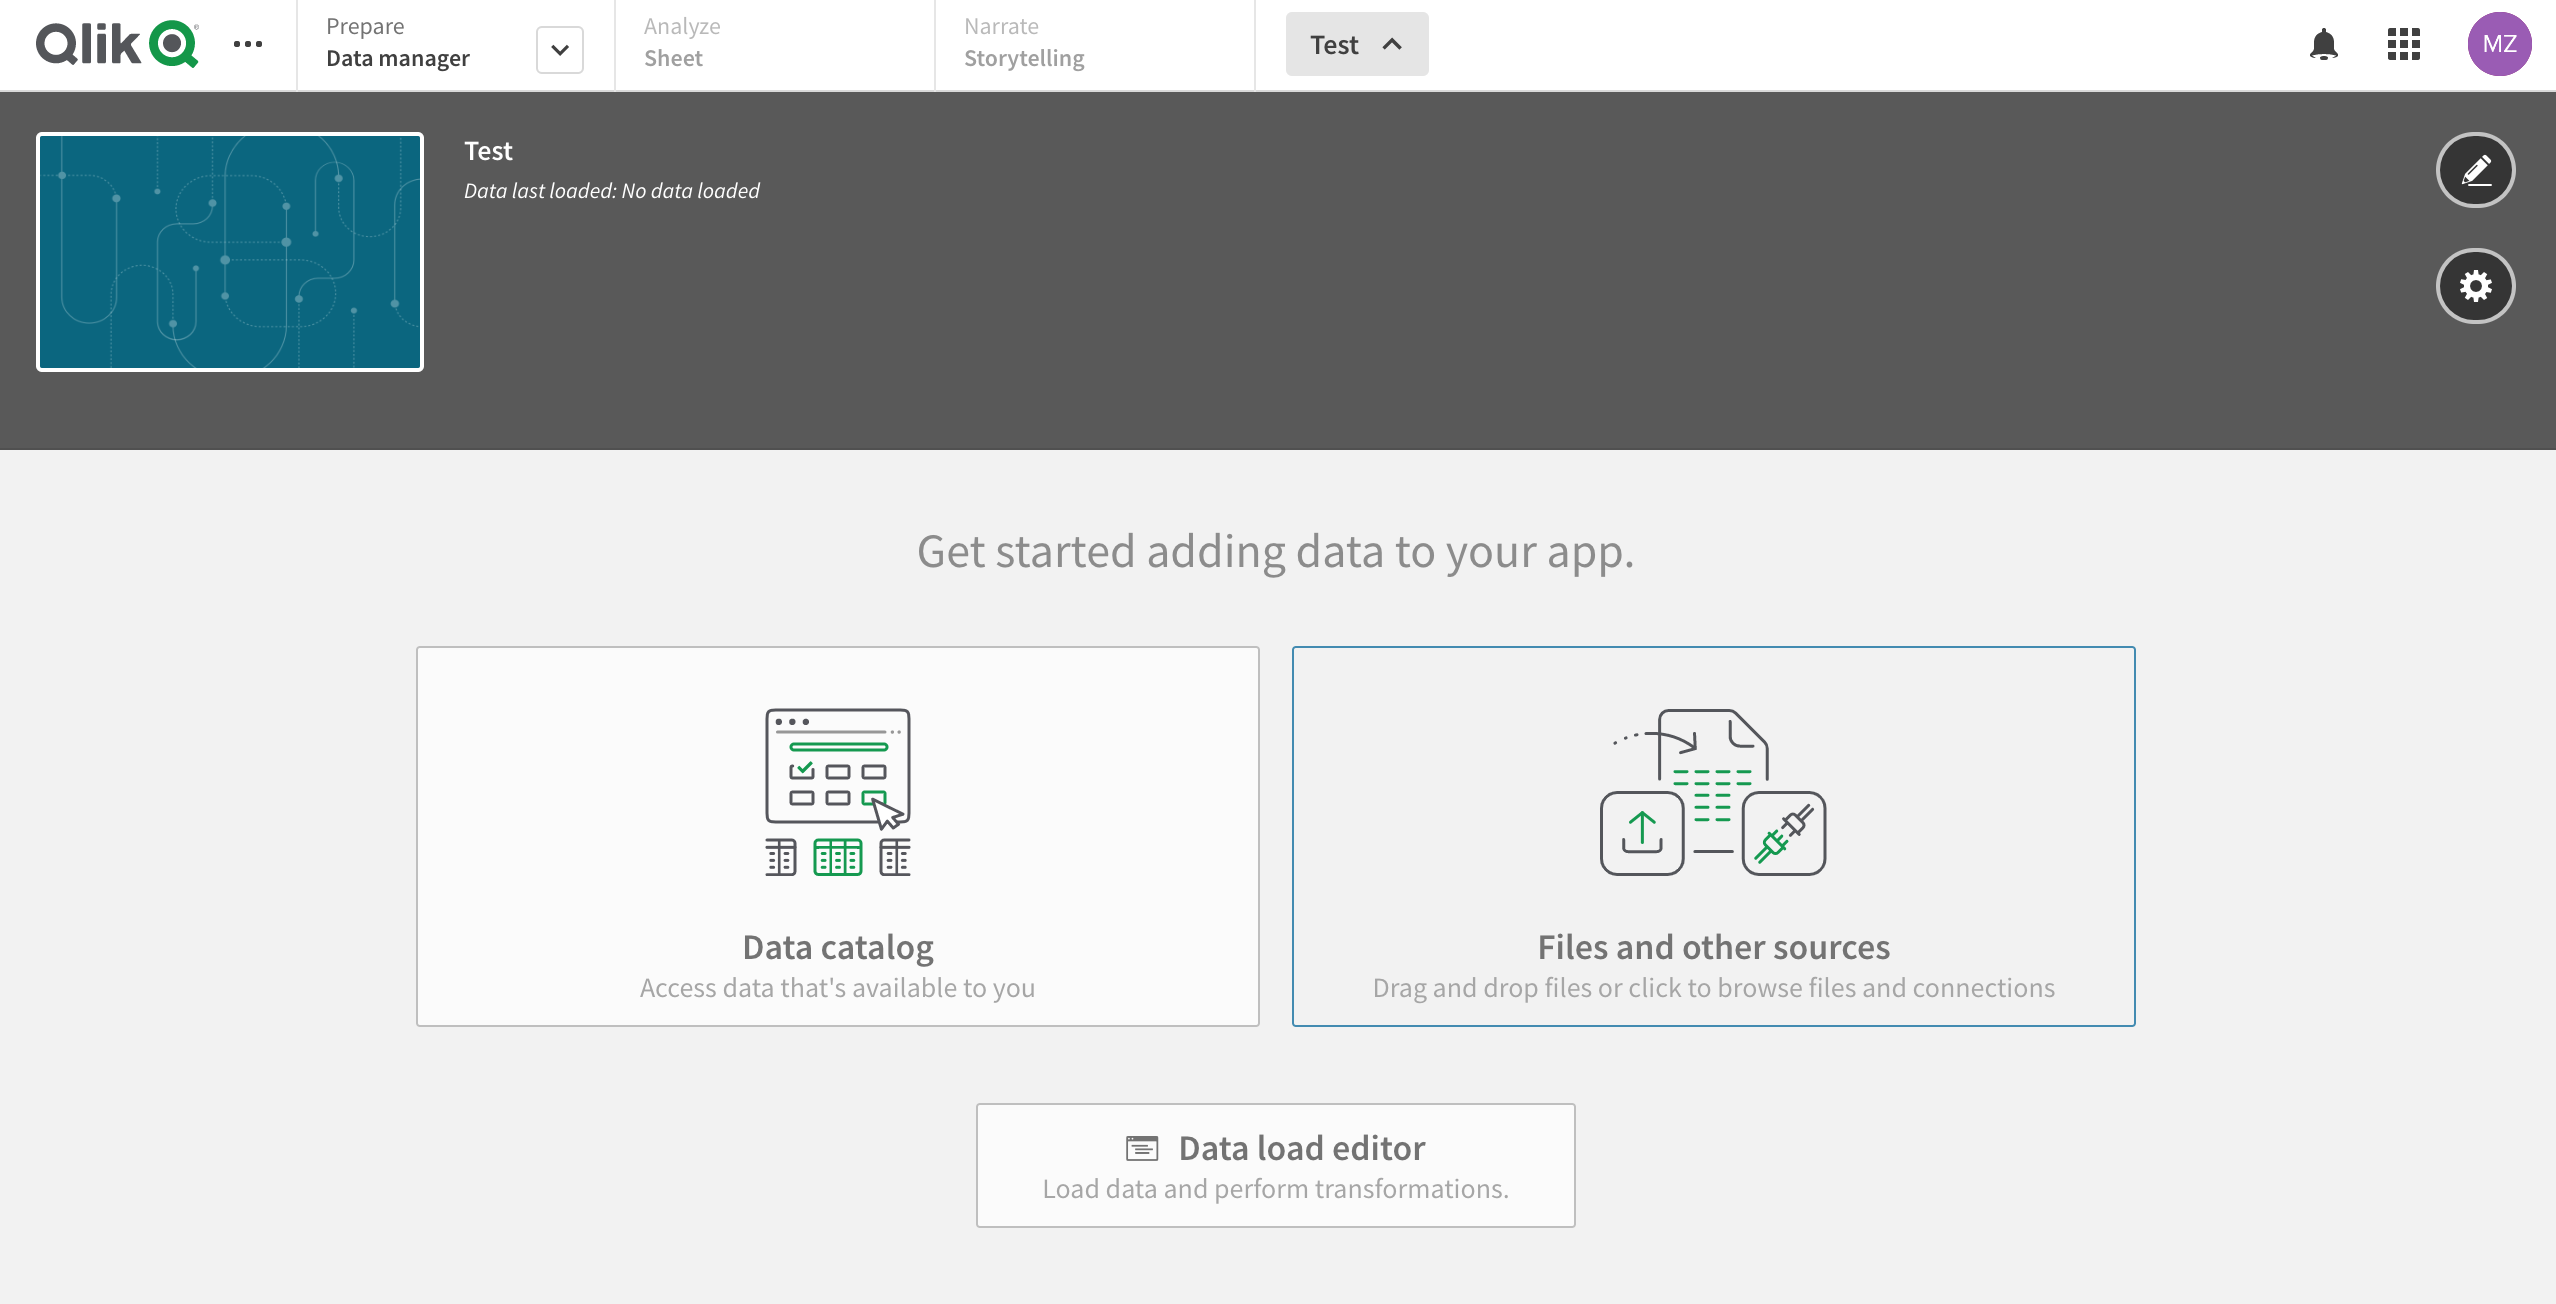 Qlik
Prepare
Data manager
Analyze
Sheet
Narrate
Storytelling
Test
MZ
Test
Data last loaded: No data loaded
Get started adding data to your app.
Data catalog
Access data that's available to you
Files and other sources
Drag and drop files or click to browse files and connections
Data load editor
Load data and perform transformations.